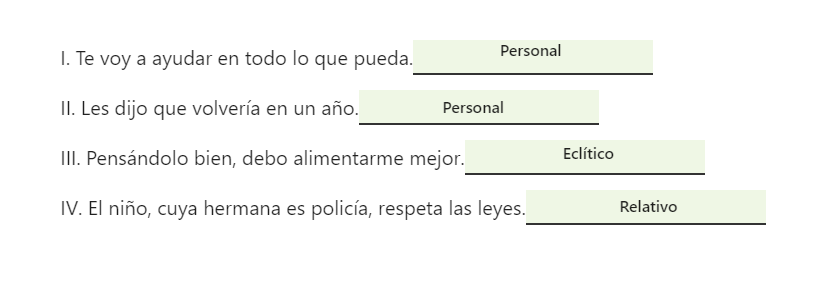 I. Te voy a ayudar en todo lo que pueda. Personal
II. Les dijo que volvería en un año. Personal
III. Pensándolo bien, debo alimentarme mejor. Eclítico
IV. El niño, cuya hermana es policía, respeta las leyes. Relativo